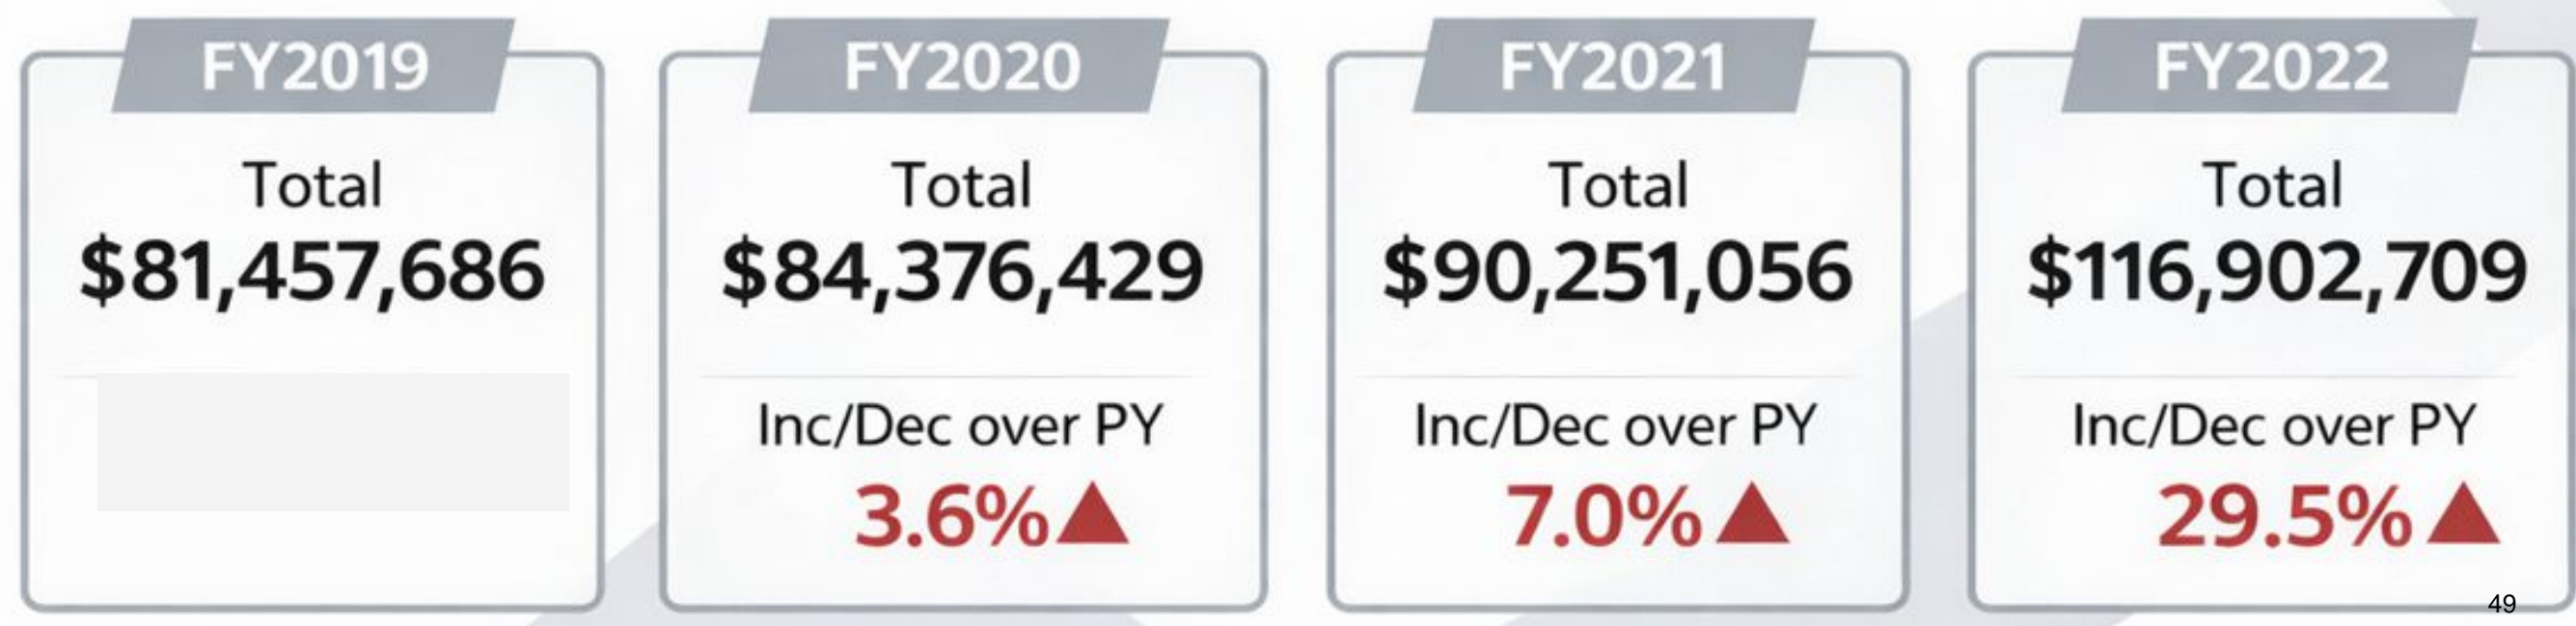 FY2019
Total
$81,457,686
FY2020
Total
$84,376,429
Inc/Dec over PY
3.6%▲
FY2021
Total
$90,251,056
Inc/Dec over PY
7.0%▲
FY2022
Total
$116,902,709
Inc/Dec over PY
29.5%▲
49